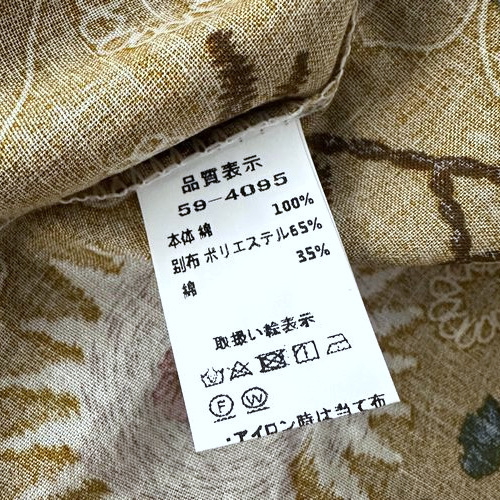 品質表示
59-4095
本体 綿 100%
別布 ポリエステル65%
綿 35%
取扱い絵表示
F W
・アイロン時は当て布